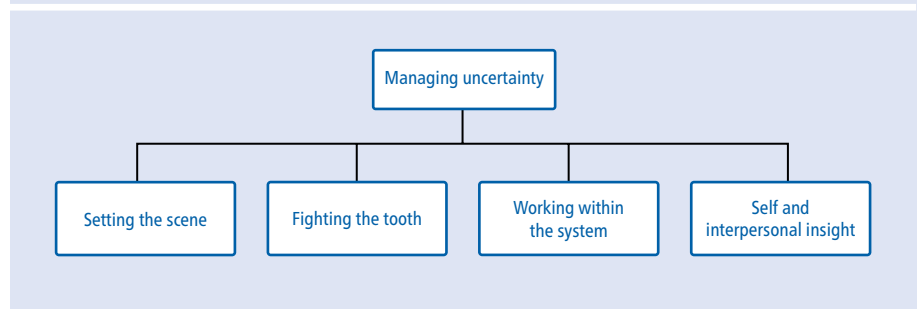 Managing uncertainty
Setting the scene
Fighting the tooth
Working within
the system
Self and
interpersonal insight